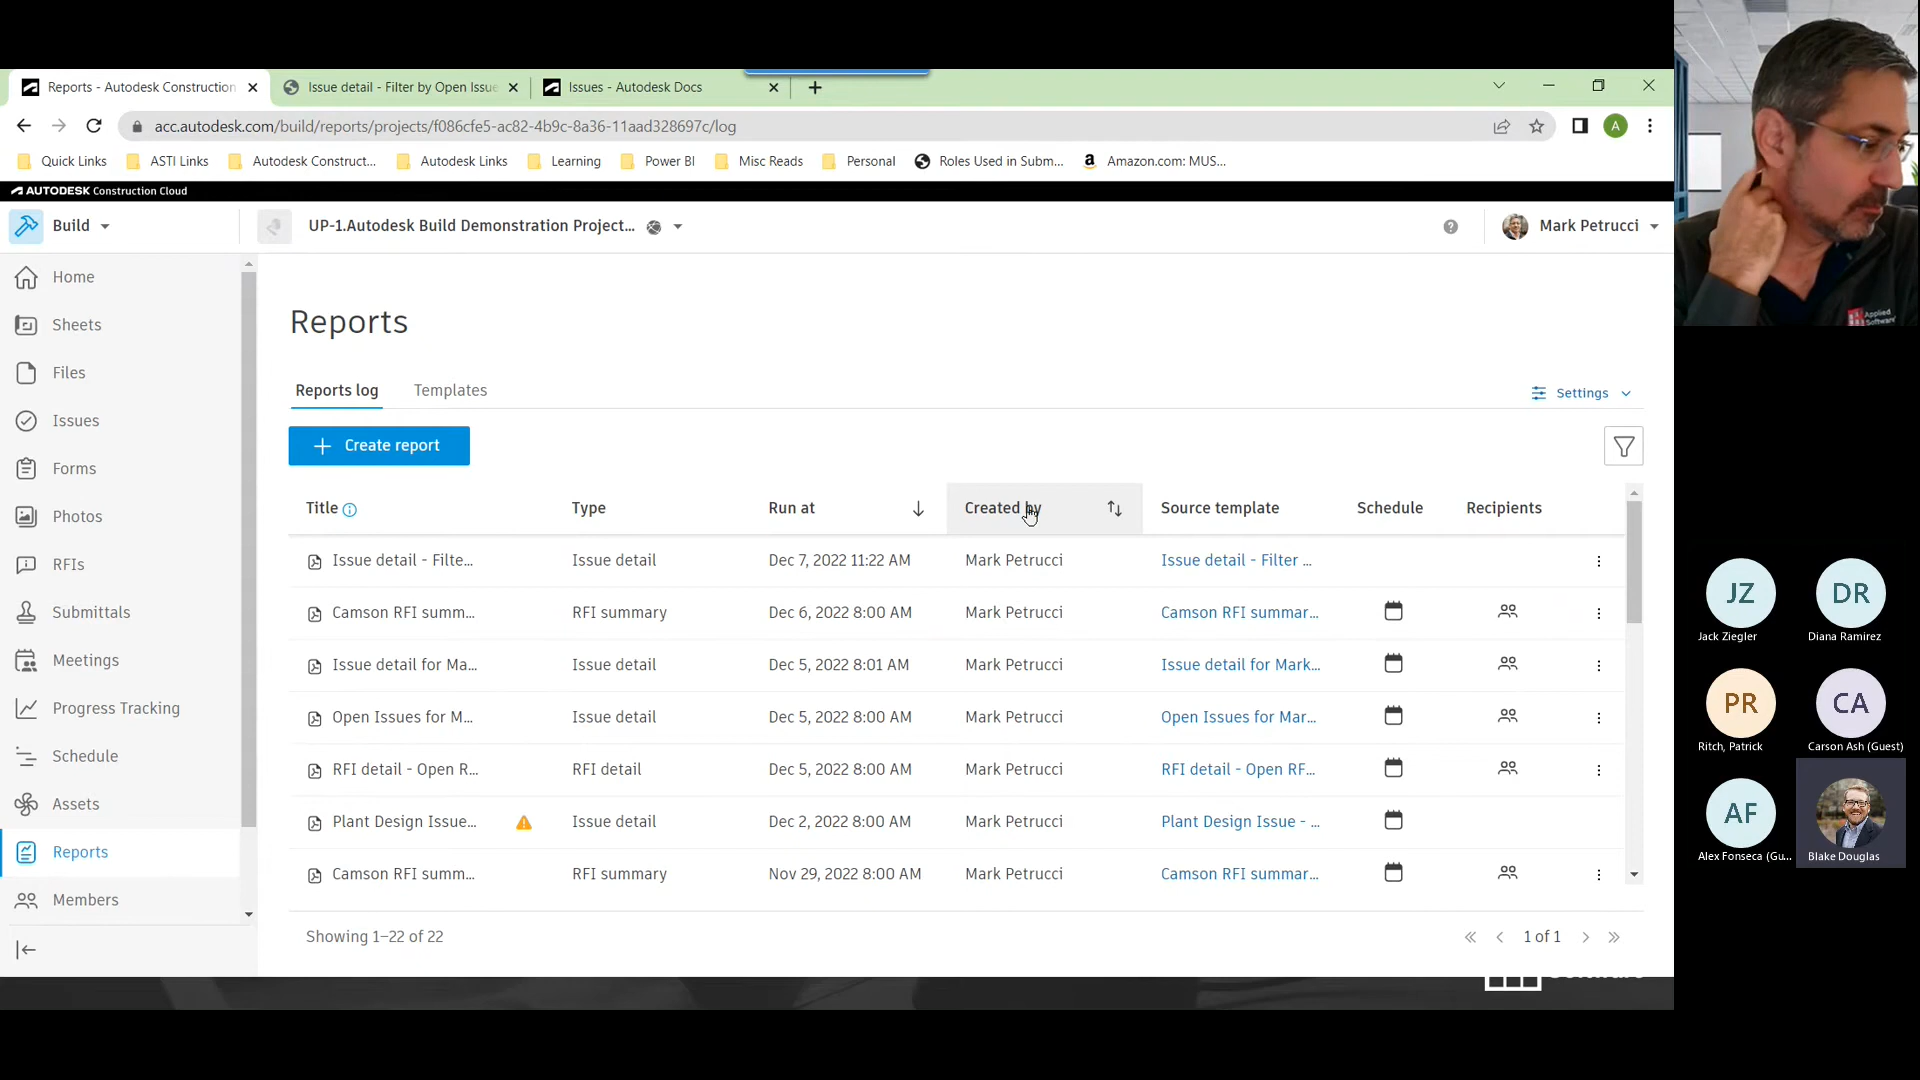 Reports - Autodesk Construction
Issue detail - Filter by Open Issue
Issues - Autodesk Docs
acc.autodesk.com/build/reports/projects/f086cfe5-ac82-4b9c-8a36-11aad328697c/log
A
Quick Links
ASTI Links
Autodesk Construct...
Autodesk Links
Learning
Power BI
Misc Reads
Personal
Roles Used in Subm...
Amazon.com: MUS...
AUTODESK Construction Cloud
Build
UP-1.Autodesk Build Demonstration Project...
Mark Petrucci
Home
Sheets
Files
Issues
Forms
Photos
RFIs
Submittals
Meetings
Progress Tracking
Schedule
Assets
Reports
Members
Reports
Reports log
Templates
Settings
+ Create report
Title Type Run at Created by Source template Schedule Recipients
Issue detail - Filte... Issue detail Dec 7, 2022 11:22 AM Mark Petrucci Issue detail - Filter ...
Camson RFI summ... RFI summary Dec 6, 2022 8:00 AM Mark Petrucci Camson RFI summar...
Issue detail for Ma... Issue detail Dec 5, 2022 8:01 AM Mark Petrucci Issue detail for Mark...
Open Issues for M... Issue detail Dec 5, 2022 8:00 AM Mark Petrucci Open Issues for Mar...
RFI detail - Open R... RFI detail Dec 5, 2022 8:00 AM Mark Petrucci RFI detail - Open RF...
Plant Design Issue... Issue detail Dec 2, 2022 8:00 AM Mark Petrucci Plant Design Issue - ...
Camson RFI summ... RFI summary Nov 29, 2022 8:00 AM Mark Petrucci Camson RFI summar...
Showing 1–22 of 22
1 of 1
Applied
Software
JZ
Jack Ziegler
DR
Diana Ramirez
PR
Ritch, Patrick
CA
Carson Ash (Guest)
AF
Alex Fonseca (Gu...
Blake Douglas